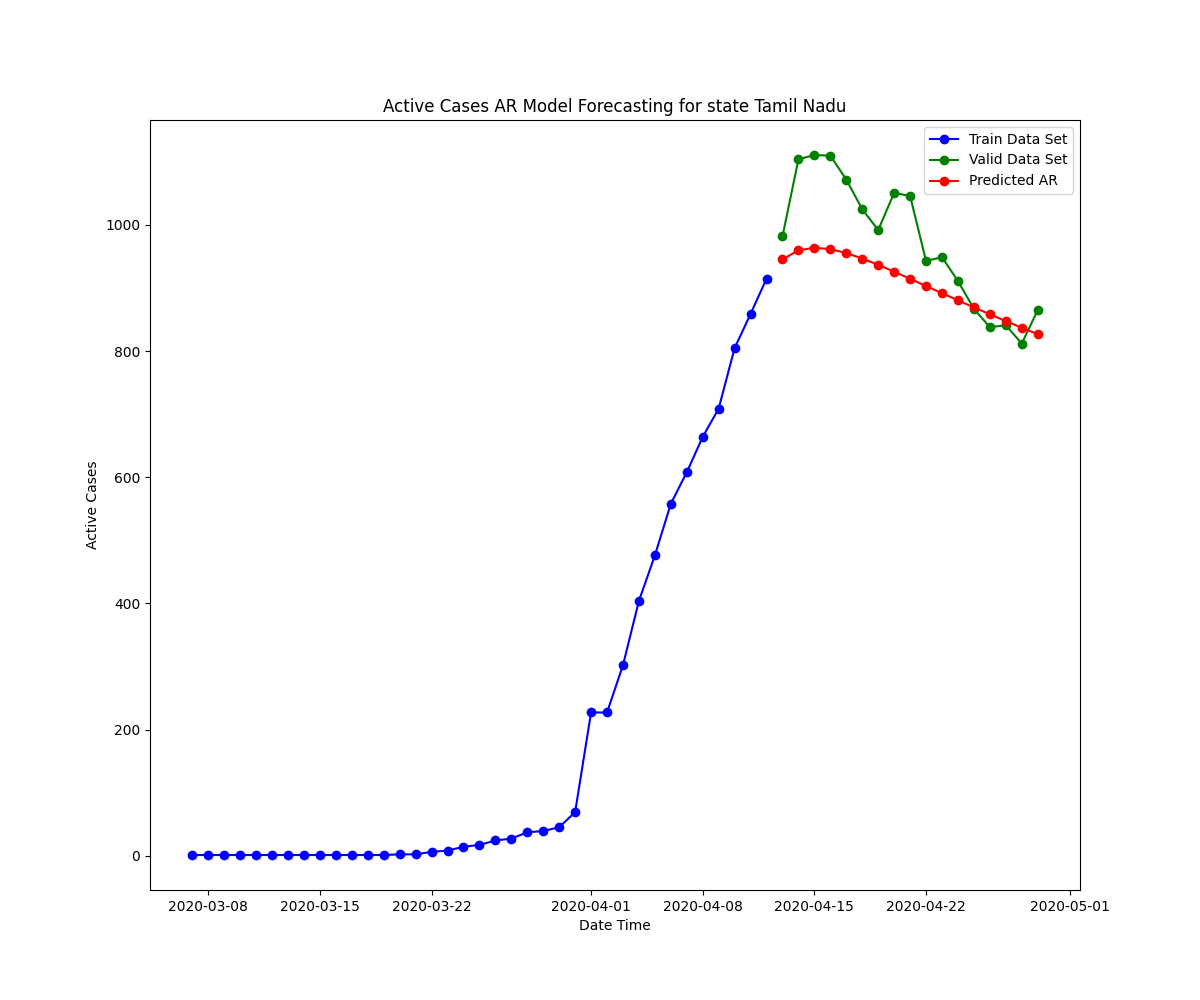 Active Cases AR Model Forecasting for state Tamil Nadu
Train Data Set
Valid Data Set
Predicted AR
1000
800
600
400
200
0
Active Cases
2020-03-08 2020-03-15 2020-03-22 2020-04-01 2020-04-08 2020-04-15 2020-04-22 2020-05-01
Date Time